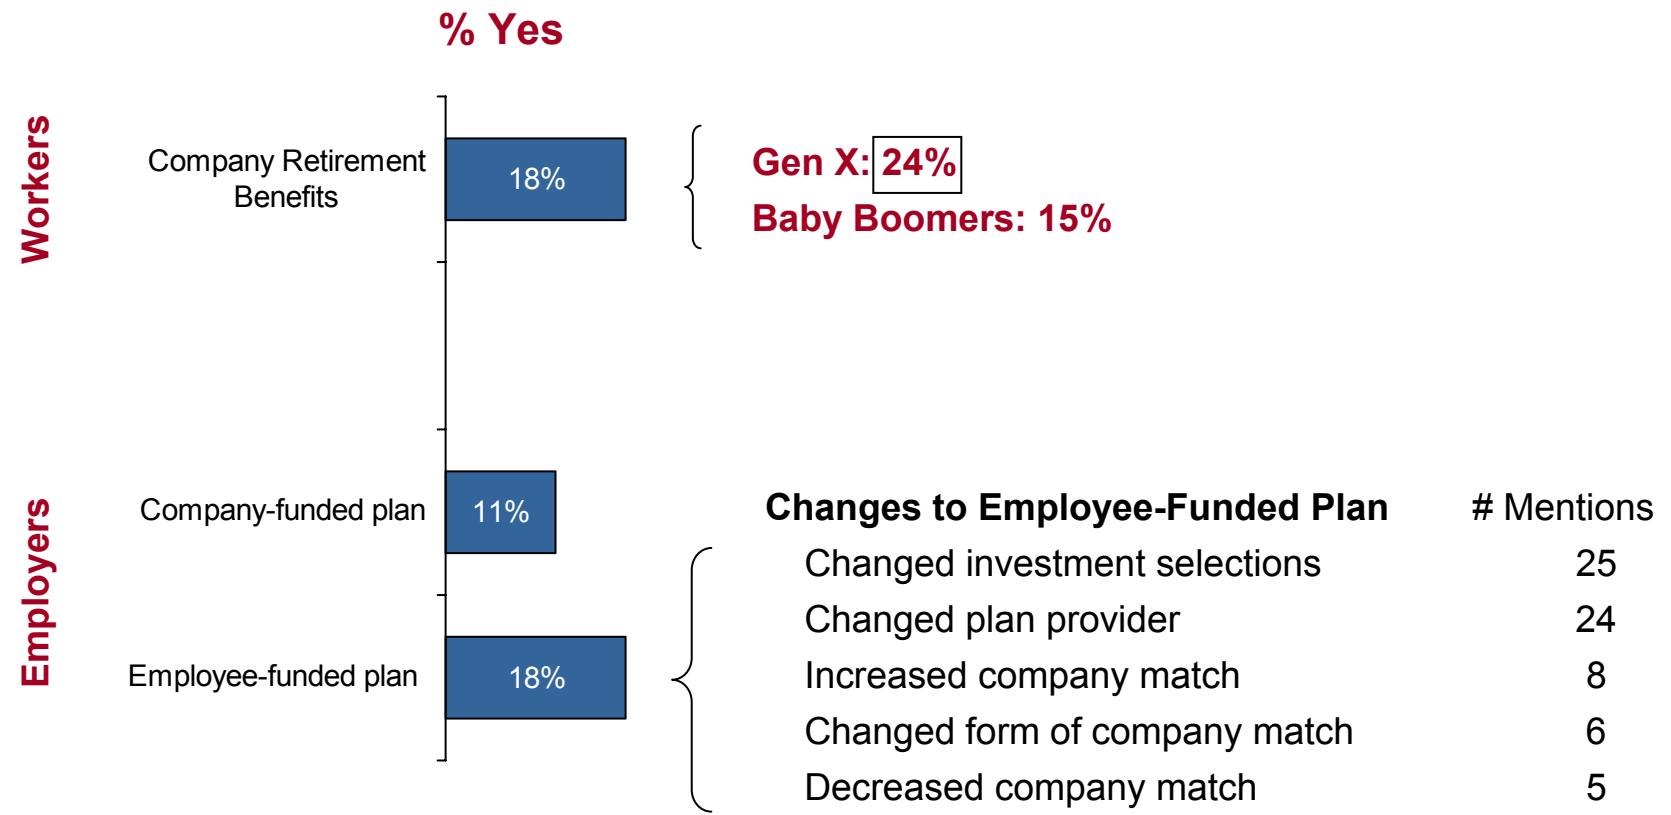 % Yes
Workers
Company Retirement
Benefits
18%
Gen X: 24%
Baby Boomers: 15%
Employers
Company-funded plan
11%
Employee-funded plan
18%
Changes to Employee-Funded Plan # Mentions
Changed investment selections 25
Changed plan provider 24
Increased company match 8
Changed form of company match 6
Decreased company match 5